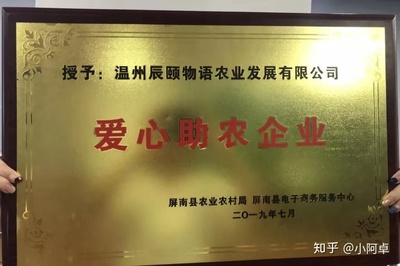 授予：温州辰颐物语农业发展有限公司
爱心助农企业
屏南县农业农村局 屏南县电子商务服务中心
二〇一九年七月
知乎 @小阿卓